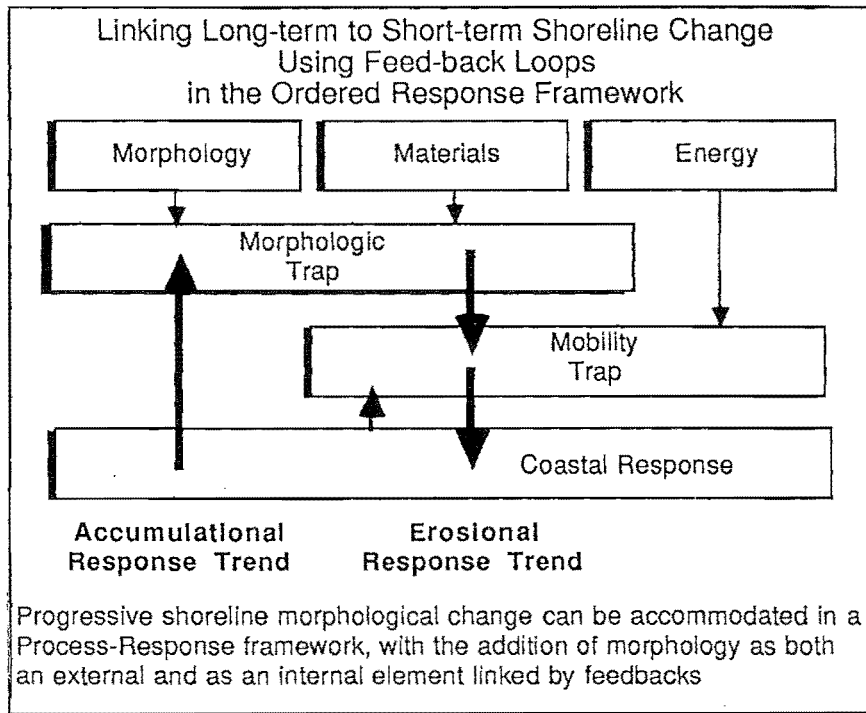 Linking Long-term to Short-term Shoreline Change
Using Feed-back Loops
in the Ordered Response Framework
Morphology
Materials
Energy
Morphologic
Trap
Mobility
Trap
Coastal Response
Accumulational
Response Trend
Erosional
Response Trend
Progressive shoreline morphological change can be accommodated in a
Process-Response framework, with the addition of morphology as both
an external and as an internal element linked by feedbacks